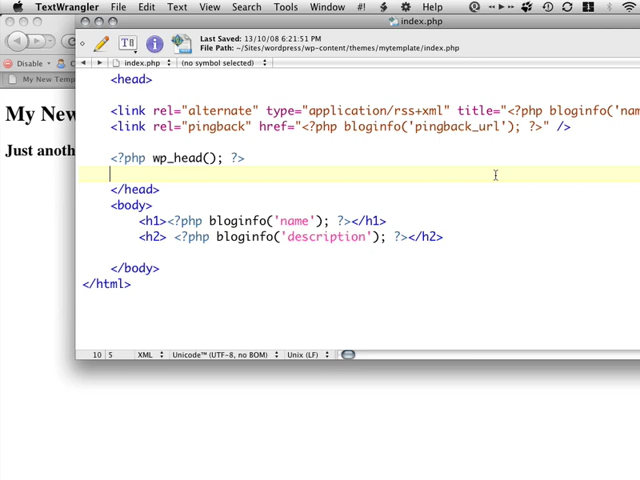 TextWrangler File Edit Text View Search Tools Window #! Help
index.php
Last Saved: 13/10/08 6:21:51 PM
File Path: ~/Sites/wordpress/wp-content/themes/mytemplate/index.php
Disable
index.php (no symbol selected)
My New Temp
<head>
My New
<link rel="alternate" type="application/rss+xml" title="<?php bloginfo('nam
<link rel="pingback" href="<?php bloginfo('pingback_url'); ?>" />
Just anoth
<?php wp_head(); ?>
</head>
<body>
<h1><?php bloginfo('name'); ?></h1>
<h2> <?php bloginfo('description'); ?></h2>
</body>
</html>
10 5 XML Unicode™ (UTF-8, no BOM) Unix (LF)